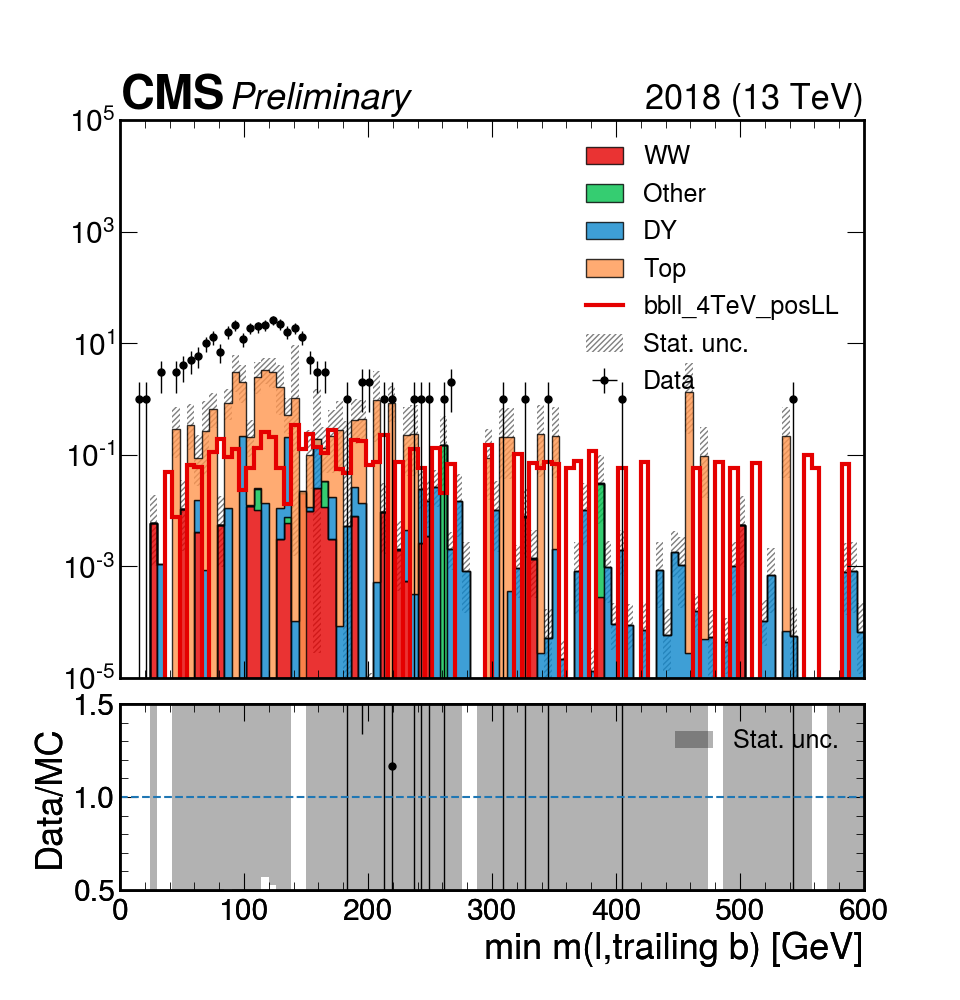 CMS Preliminary 2018 (13 TeV)
10^5
10^3
10^1
10^-1
10^-3
10^-5
WW
Other
DY
Top
bbll_4TeV_posLL
Stat. unc.
Data
1.5
1.0
0.5
Data/MC
Stat. unc.
0 100 200 300 400 500 600
min m(l,trailing b) [GeV]